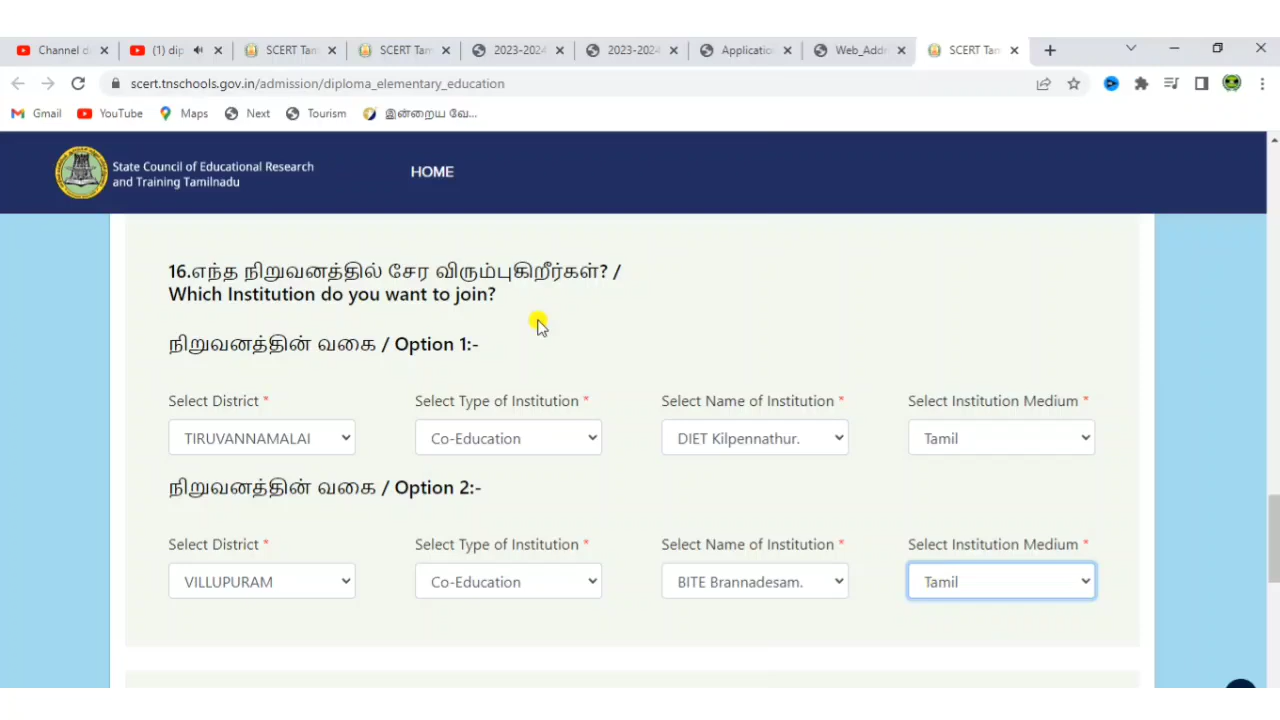 Channel d
(1) dip
SCERT Tam
SCERT Tam
2023-2024
2023-2024
Applicatio
Web_Addr
SCERT Tam
scert.tnschools.gov.in/admission/diploma_elementary_education
Gmail
YouTube
Maps
Next
Tourism
இன்றைய வே...
State Council of Educational Research
and Training Tamilnadu
HOME
16.எந்த நிறுவனத்தில் சேர விரும்புகிறீர்கள்? /
Which Institution do you want to join?
நிறுவனத்தின் வகை / Option 1:-
Select District * Select Type of Institution * Select Name of Institution * Select Institution Medium *
TIRUVANNAMALAI Co-Education DIET Kilpennathur. Tamil
நிறுவனத்தின் வகை / Option 2:-
Select District * Select Type of Institution * Select Name of Institution * Select Institution Medium *
VILLUPURAM Co-Education BITE Brannadesam. Tamil